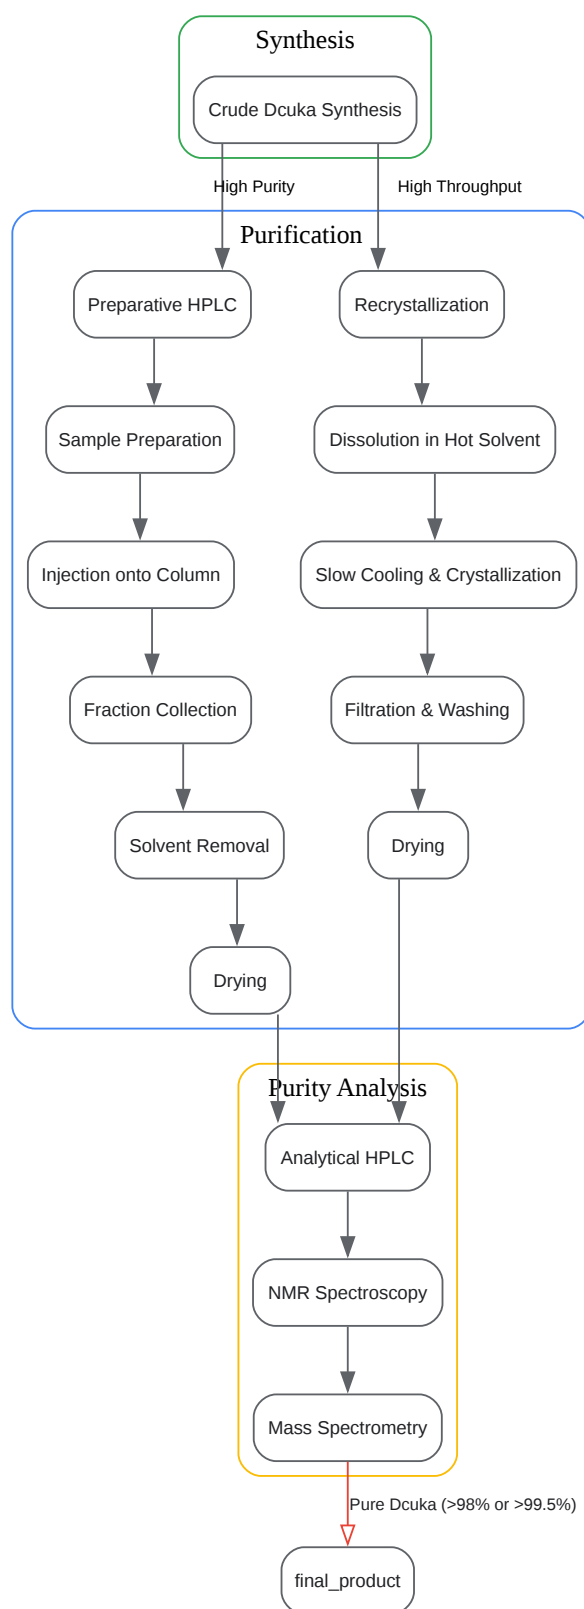 Synthesis
Crude Dcuka Synthesis
High Purity
High Throughput
Purification
Preparative HPLC
Recrystallization
Sample Preparation
Dissolution in Hot Solvent
Injection onto Column
Slow Cooling & Crystallization
Fraction Collection
Filtration & Washing
Solvent Removal
Drying
Drying
Purity Analysis
Analytical HPLC
NMR Spectroscopy
Mass Spectrometry
Pure Dcuka (>98% or >99.5%)
final_product